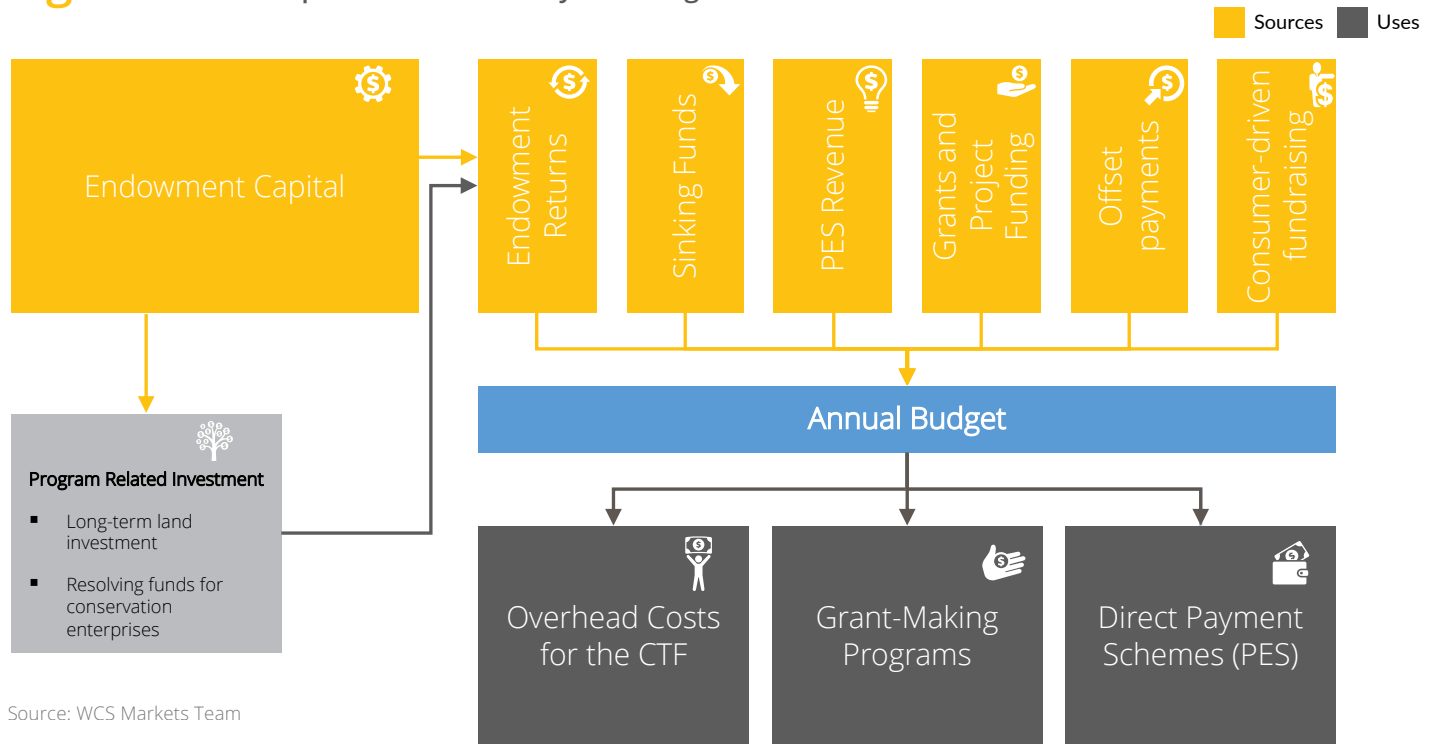 Sources
Uses
Endowment Capital
Endowment
Returns
Sinking Funds
PES Revenue
Grants and
Project
Funding
Offset
payments
Consumer-driven
fundraising
Annual Budget
Program Related Investment
▪ Long-term land
investment
▪ Resolving funds for
conservation
enterprises
Overhead Costs
for the CTF
Grant-Making
Programs
Direct Payment
Schemes (PES)
Source: WCS Markets Team